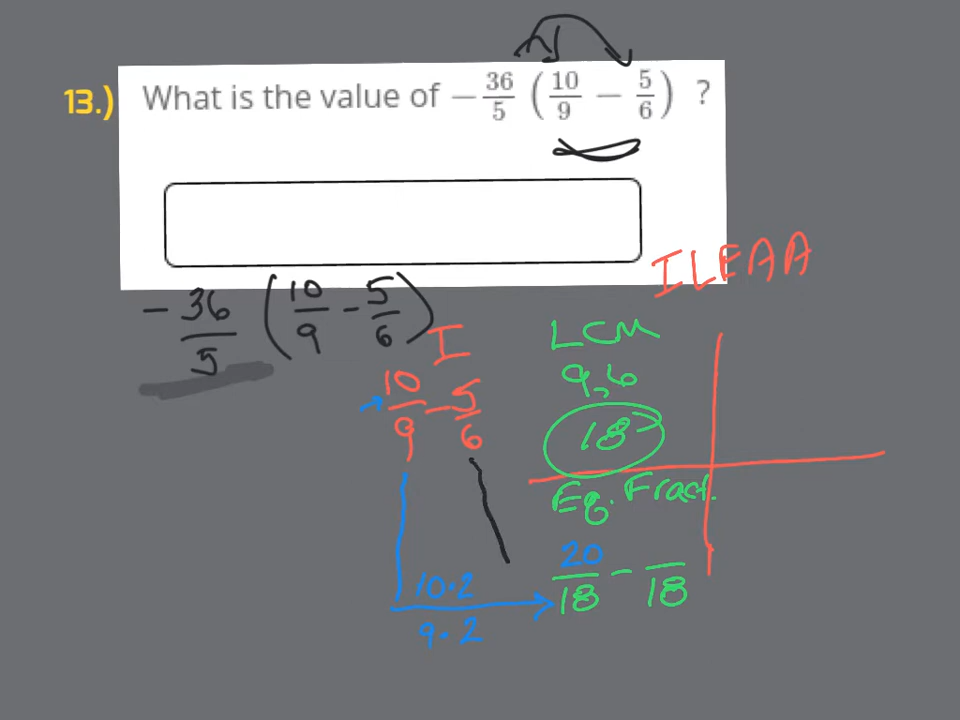 13.) What is the value of −36/5 (10/9 − 5/6) ?
ILEAA
−36/5 (10/9 − 5/6)
I
LCM
9,6
10/9 − 5/6
18
Eq. Fract.
10·2/9·2
20/18 − /18